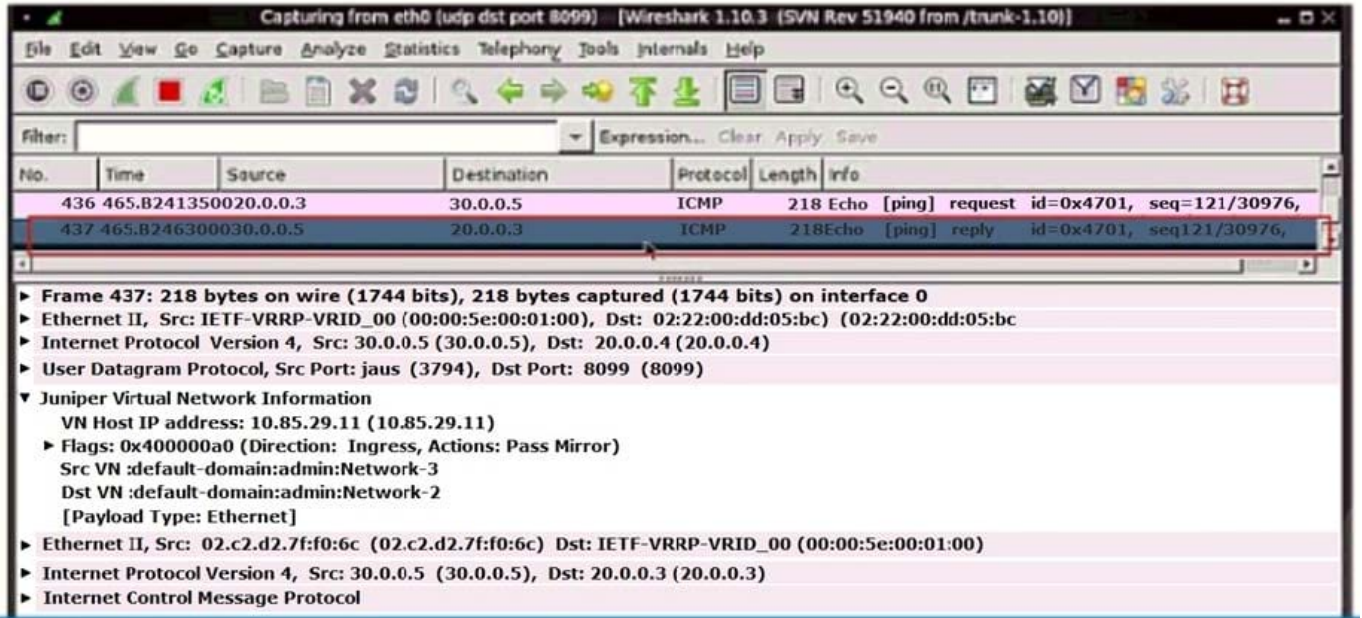 Capturing from eth0 (udp dst port 8099) [Wireshark 1.10.3 (SVN Rev 51940 from /trunk-1.10)]
File Edit View Go Capture Analyze Statistics Telephony Tools Internals Help
Filter: Expression... Clear Apply Save
No. Time Source Destination Protocol Length Info
436 465.B241350020.0.0.3 30.0.0.5 ICMP 218 Echo [ping] request id=0x4701, seq=121/30976,
437 465.B246300030.0.0.5 20.0.0.3 ICMP 218Echo [ping] reply id=0x4701, seq121/30976,
Frame 437: 218 bytes on wire (1744 bits), 218 bytes captured (1744 bits) on interface 0
Ethernet II, Src: IETF-VRRP-VRID_00 (00:00:5e:00:01:00), Dst: 02:22:00:dd:05:bc) (02:22:00:dd:05:bc
Internet Protocol Version 4, Src: 30.0.0.5 (30.0.0.5), Dst: 20.0.0.4 (20.0.0.4)
User Datagram Protocol, Src Port: jaus (3794), Dst Port: 8099 (8099)
Juniper Virtual Network Information
VN Host IP address: 10.85.29.11 (10.85.29.11)
Flags: 0x400000a0 (Direction: Ingress, Actions: Pass Mirror)
Src VN :default-domain:admin:Network-3
Dst VN :default-domain:admin:Network-2
[Payload Type: Ethernet]
Ethernet II, Src: 02.c2.d2.7f:f0:6c (02.c2.d2.7f:f0:6c) Dst: IETF-VRRP-VRID_00 (00:00:5e:00:01:00)
Internet Protocol Version 4, Src: 30.0.0.5 (30.0.0.5), Dst: 20.0.0.3 (20.0.0.3)
Internet Control Message Protocol